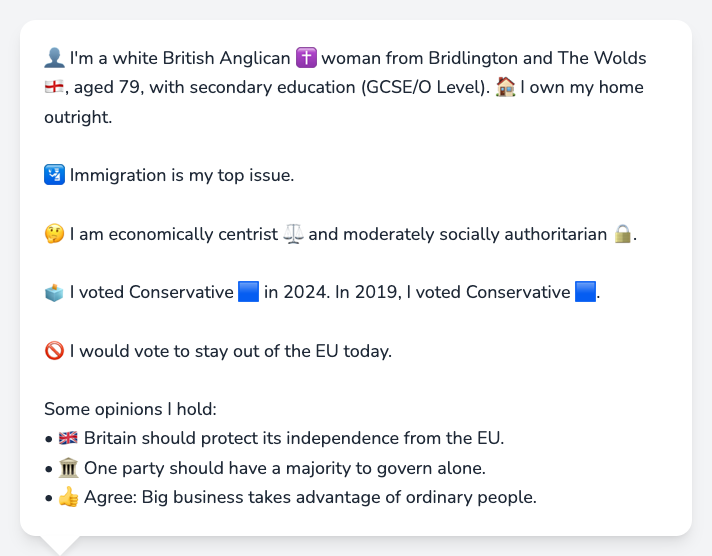 👤 I'm a white British Anglican ✝️ woman from Bridlington and The Wolds
🏴󠁧󠁢󠁥󠁮󠁧󠁿, aged 79, with secondary education (GCSE/O Level). 🏠 I own my home
outright.
🛂 Immigration is my top issue.
🤔 I am economically centrist ⚖️ and moderately socially authoritarian 🔒.
🗳️ I voted Conservative 🟦 in 2024. In 2019, I voted Conservative 🟦.
🚫 I would vote to stay out of the EU today.
Some opinions I hold:
• 🇬🇧 Britain should protect its independence from the EU.
• 🏛️ One party should have a majority to govern alone.
• 👍 Agree: Big business takes advantage of ordinary people.